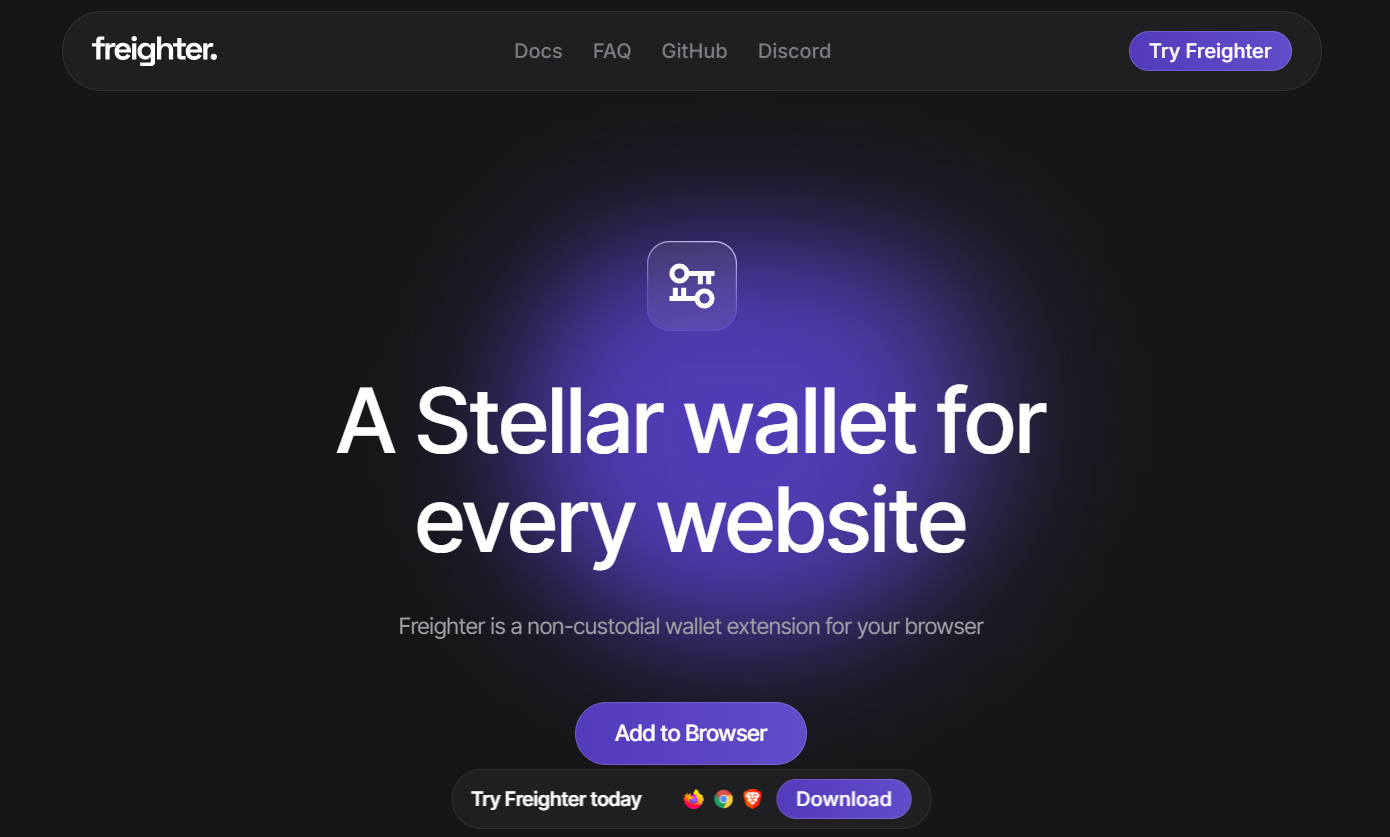 freighter.
Docs FAQ GitHub Discord
Try Freighter
A Stellar wallet for
every website
Freighter is a non-custodial wallet extension for your browser
Add to Browser
Try Freighter today
Download